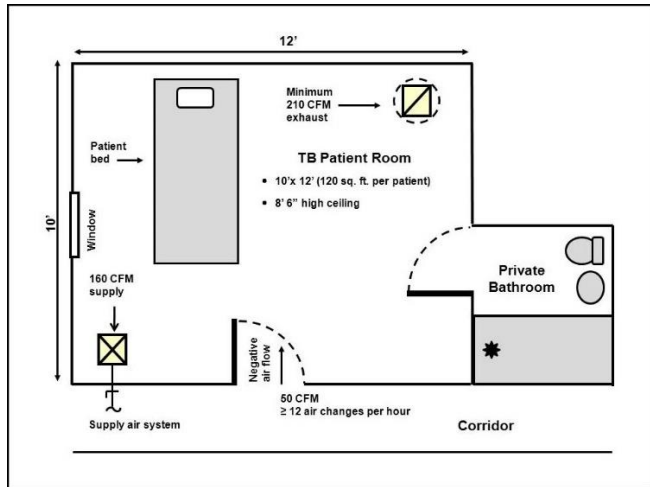 12’
Minimum
210 CFM
exhaust
Patient
bed
TB Patient Room
• 10’x 12’ (120 sq. ft. per patient)
• 8’ 6” high ceiling
10’
Window
Private
Bathroom
160 CFM
supply
Negative
air flow
50 CFM
≥ 12 air changes per hour
Supply air system
Corridor